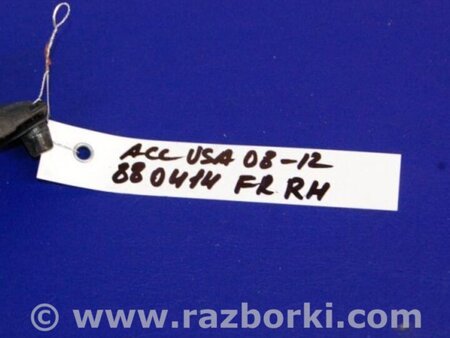 ACC USA 08-12
880414 FR RH
© www.razborki.com